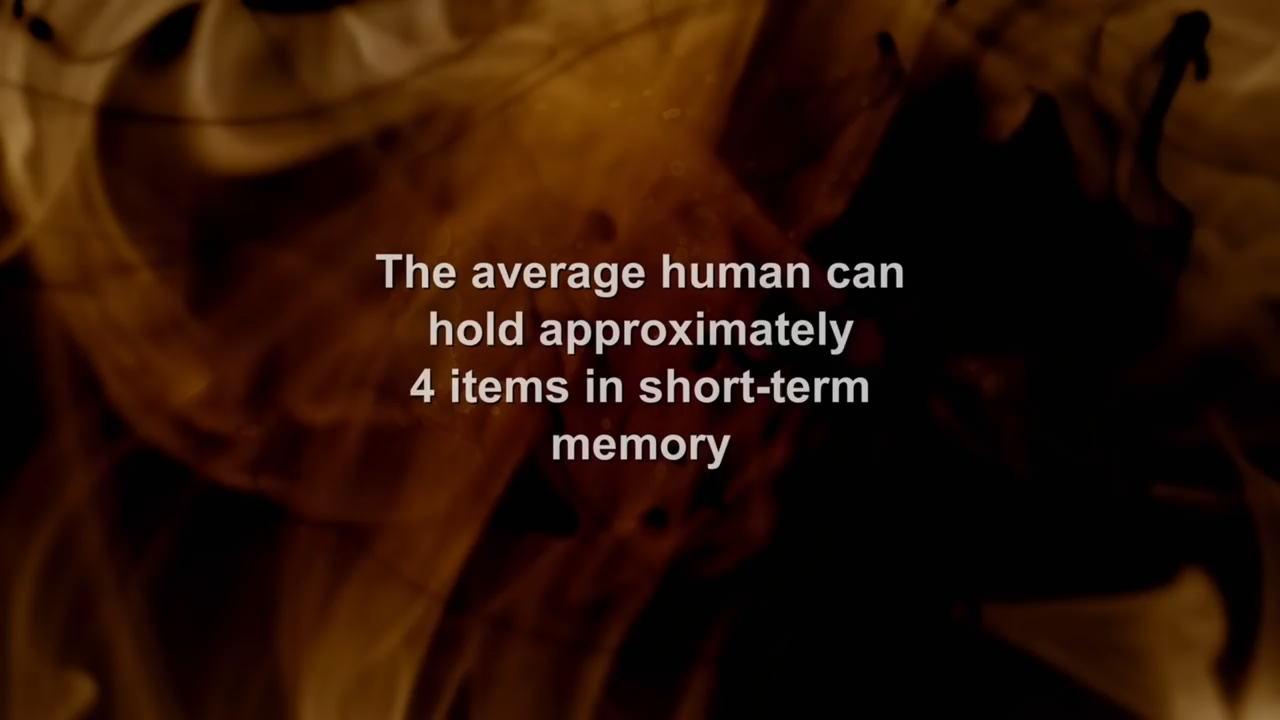 The average human can
hold approximately
4 items in short-term
memory